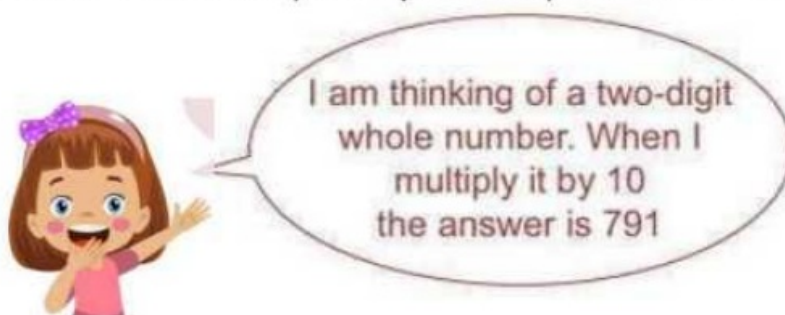 I am thinking of a two-digit
whole number. When I
multiply it by 10
the answer is 791